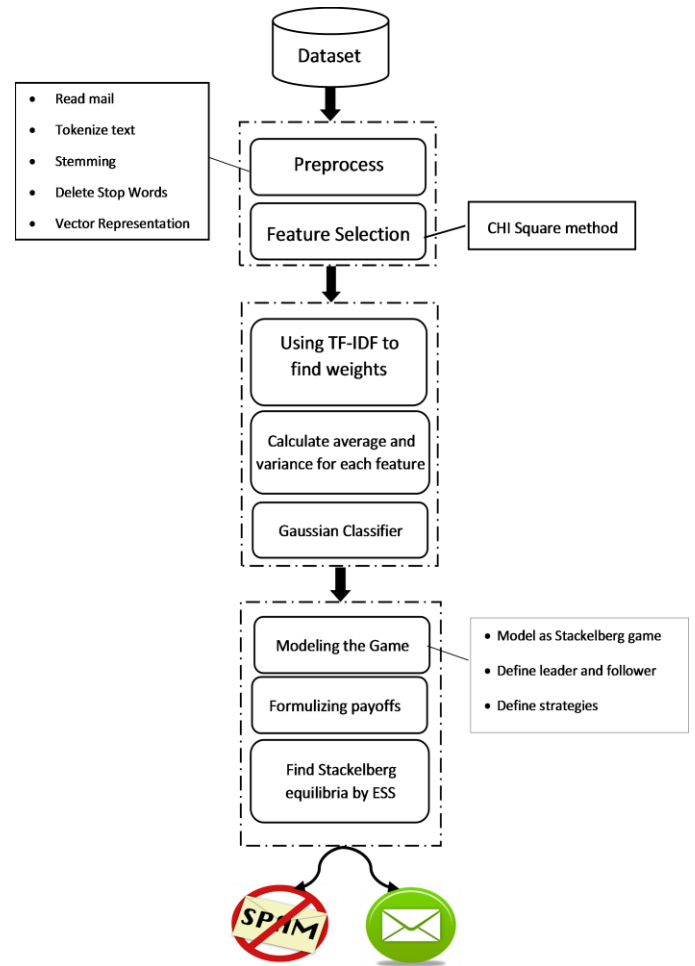 Dataset
• Read mail
• Tokenize text
• Stemming
• Delete Stop Words
• Vector Representation
Preprocess
Feature Selection
CHI Square method
Using TF-IDF to
find weights
Calculate average and
variance for each feature
Gaussian Classifier
Modeling the Game
• Model as Stackelberg game
• Define leader and follower
• Define strategies
Formulizing payoffs
Find Stackelberg
equilibria by ESS
SPAM